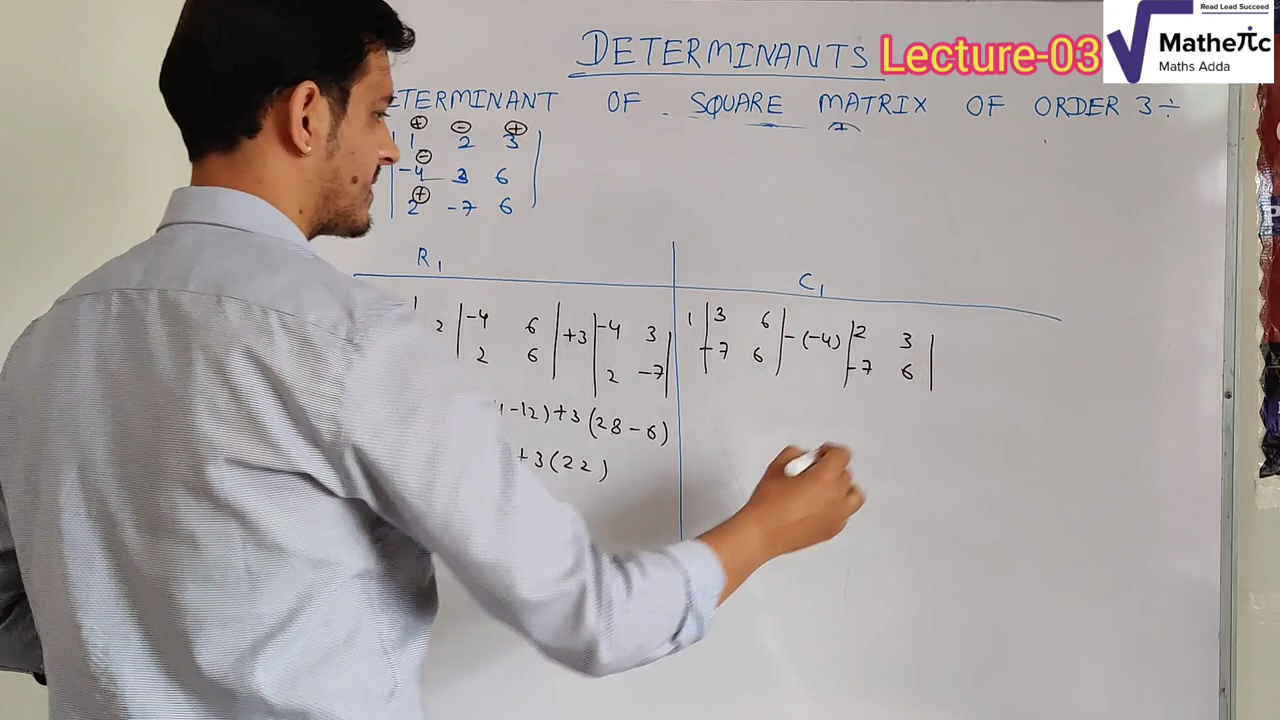 DETERMINANTS Lecture-03
Read Lead Succeed
Matheπc
Maths Adda
ETERMINANT OF SQUARE MATRIX OF ORDER 3 ÷
⊕ ⊖ ⊕
1 2 3
⊖
-4 3 6
⊕
2 -7 6
R₁
C₁
1
2 | -4 6 | +3 | -4 3 |
2 6 2 -7
1 | 3 6 | -(-4) | 2 3 |
-7 6 -7 6
-12) +3 (28 - 6)
+3 (22)